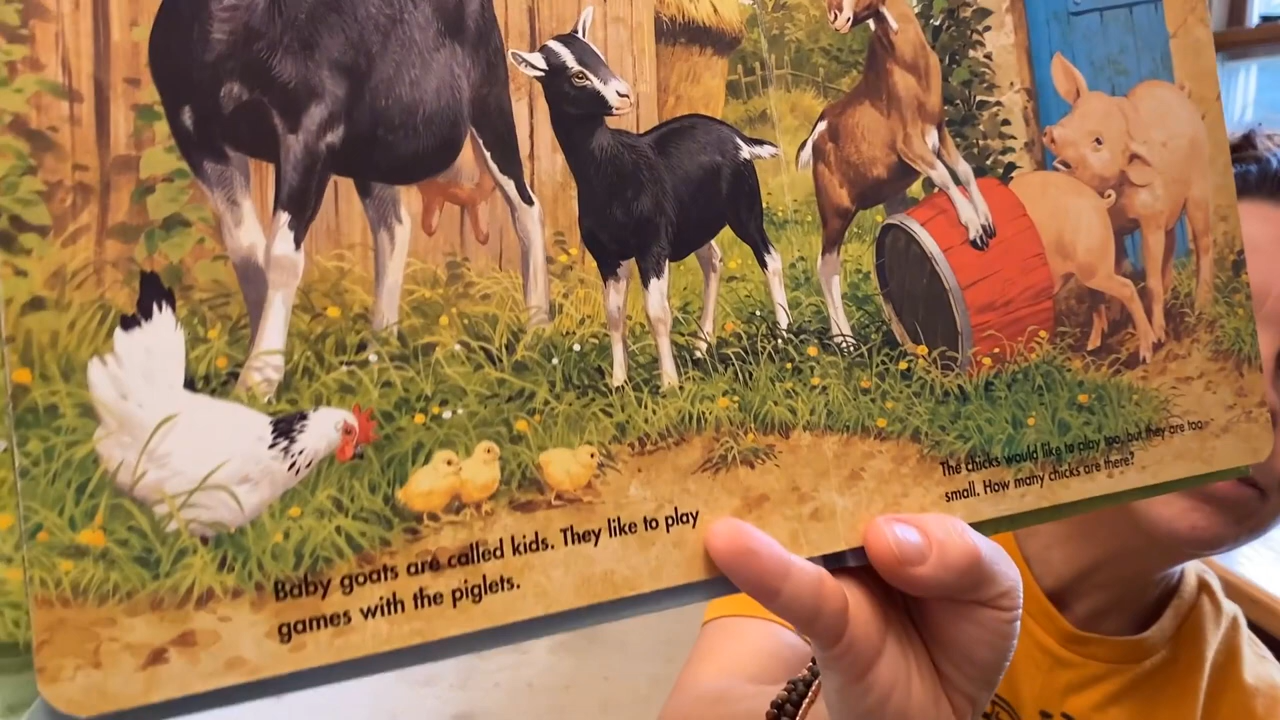 Baby goats are called kids. They like to play
games with the piglets.
The chicks would like to play too, but they are too
small. How many chicks are there?